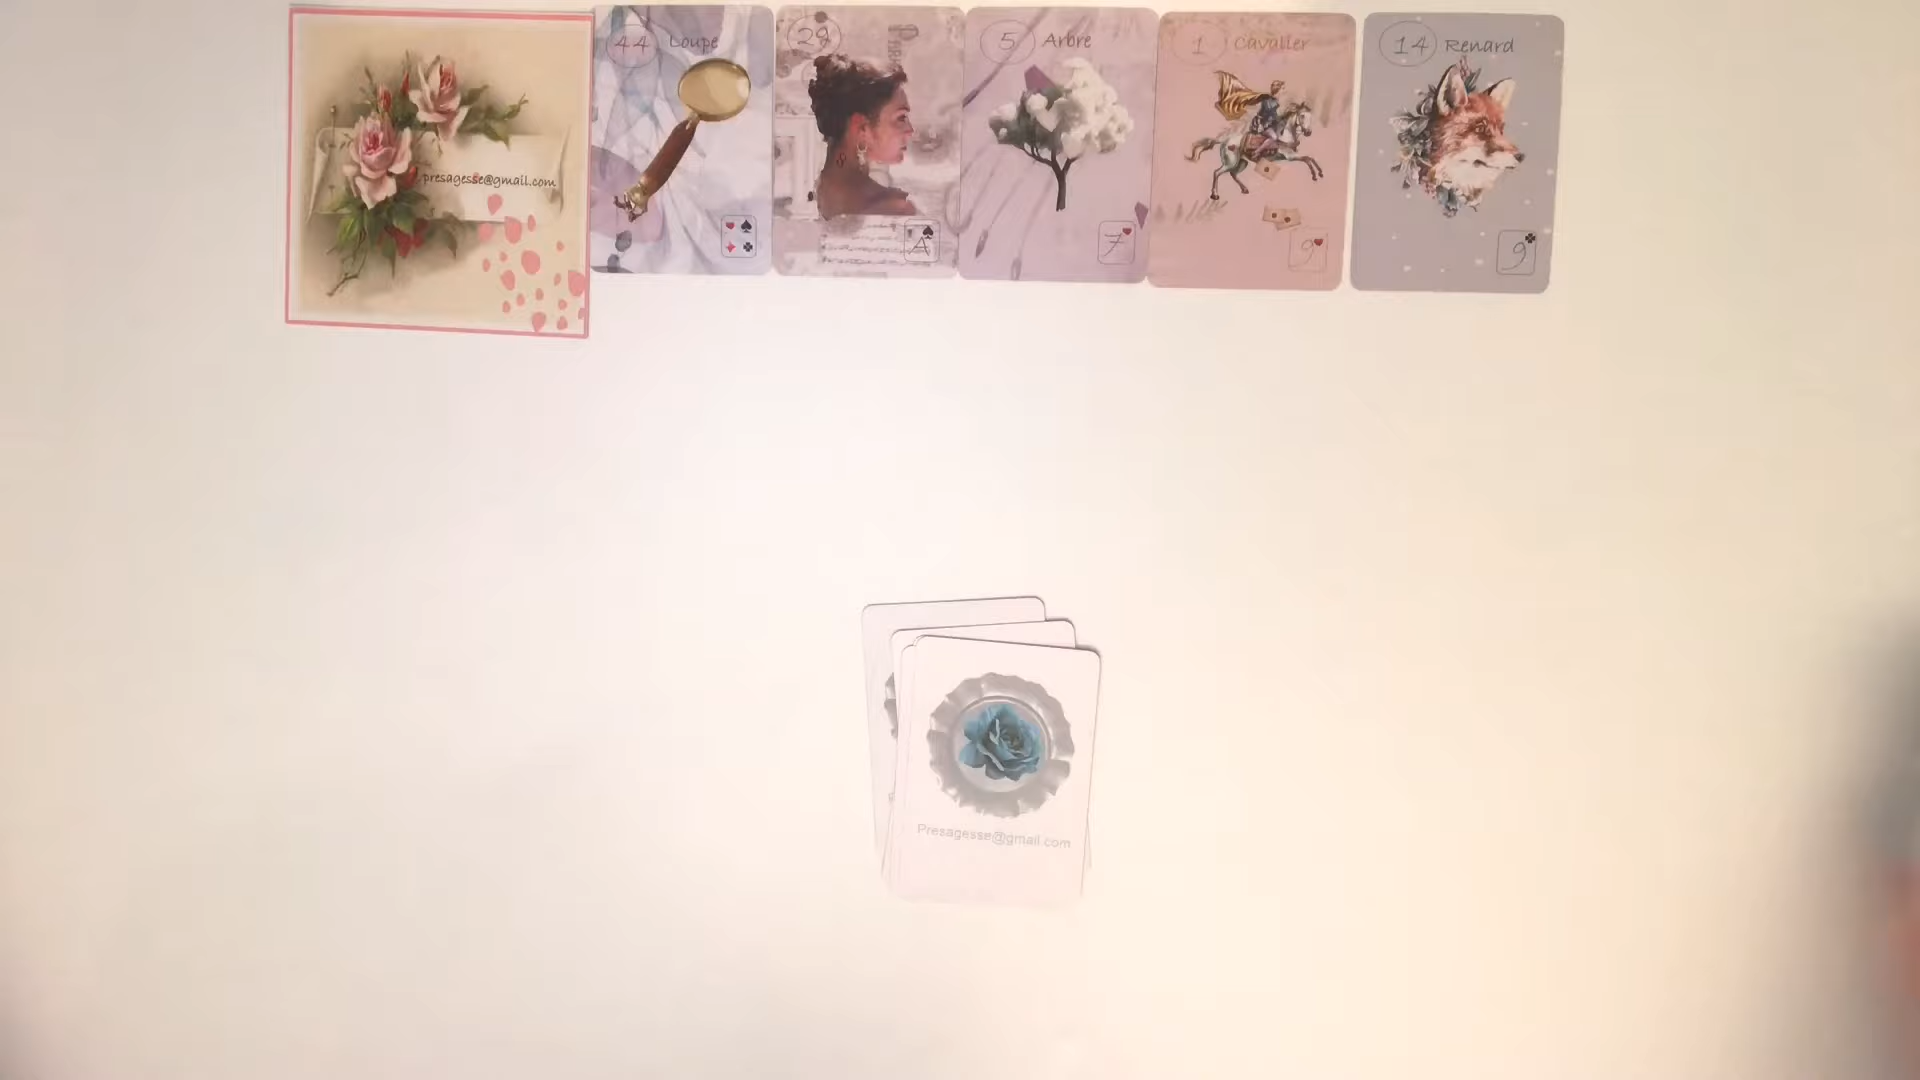 presagesse@gmail.com
44 Loupe
29
5 Arbre
1 Cavalier
14 Renard
A
7
9
9
Presagesse@gmail.com